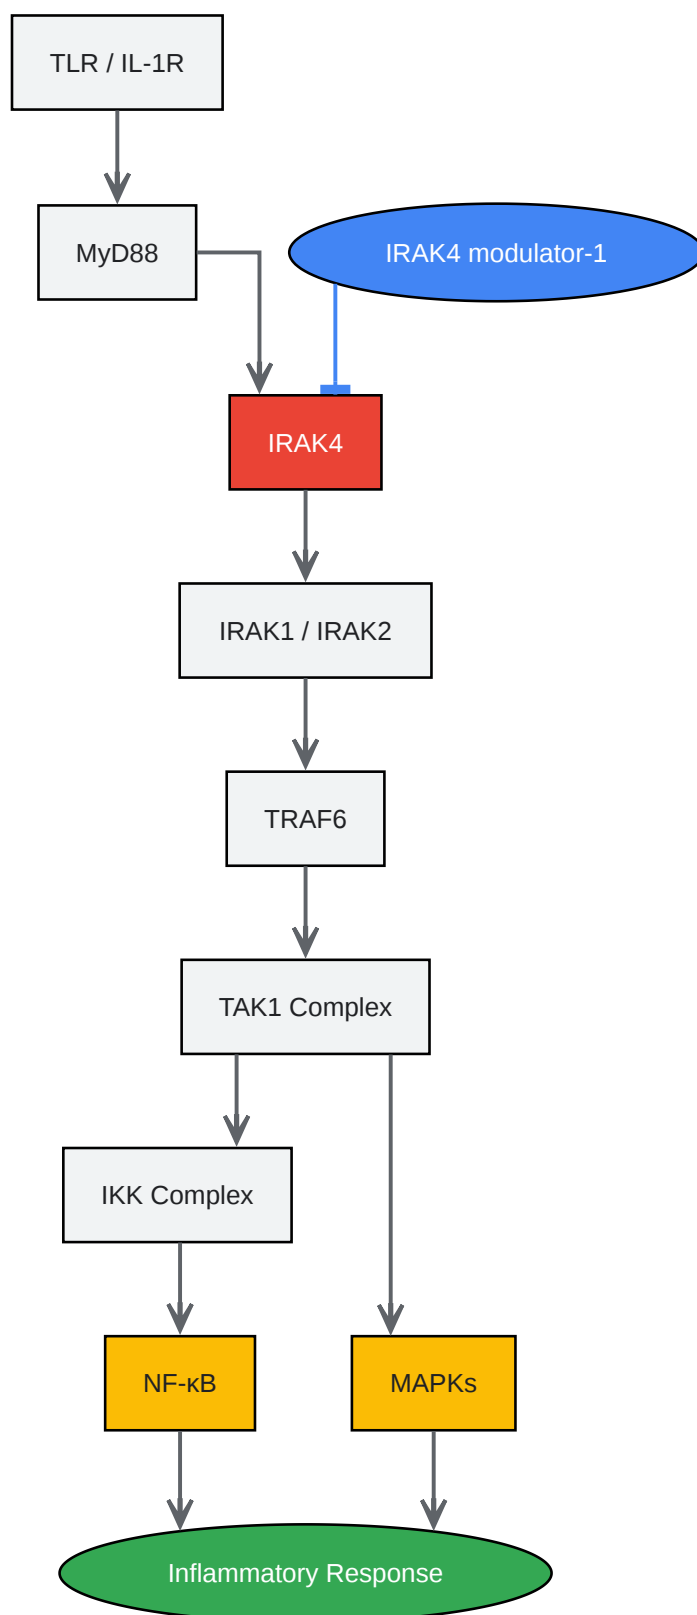 TLR / IL-1R
MyD88
IRAK4 modulator-1
IRAK4
IRAK1 / IRAK2
TRAF6
TAK1 Complex
IKK Complex
NF-κB
MAPKs
Inflammatory Response